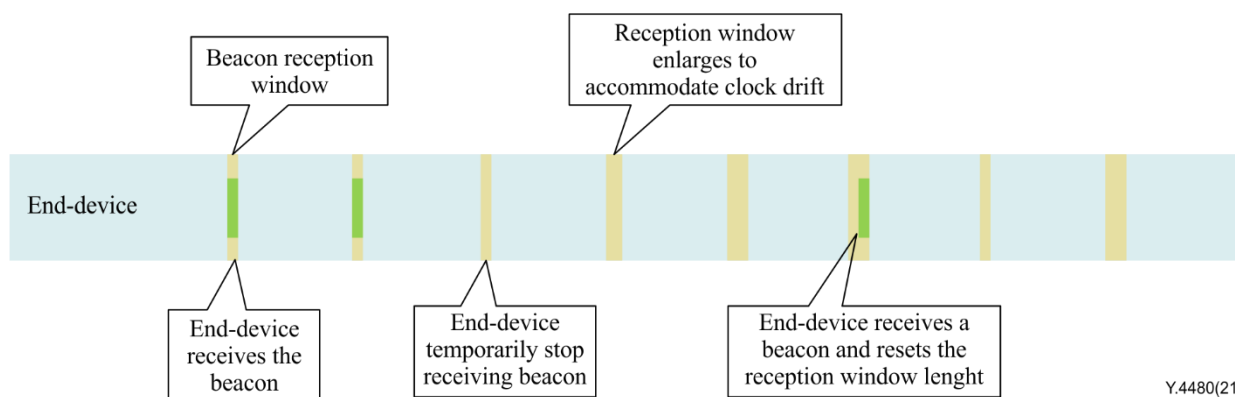 Beacon reception
window
Reception window
enlarges to
accommodate clock drift
End-device
End-device
receives the
beacon
End-device
temporarily stop
receiving beacon
End-device receives a
beacon and resets the
reception window lenght
Y.4480(21